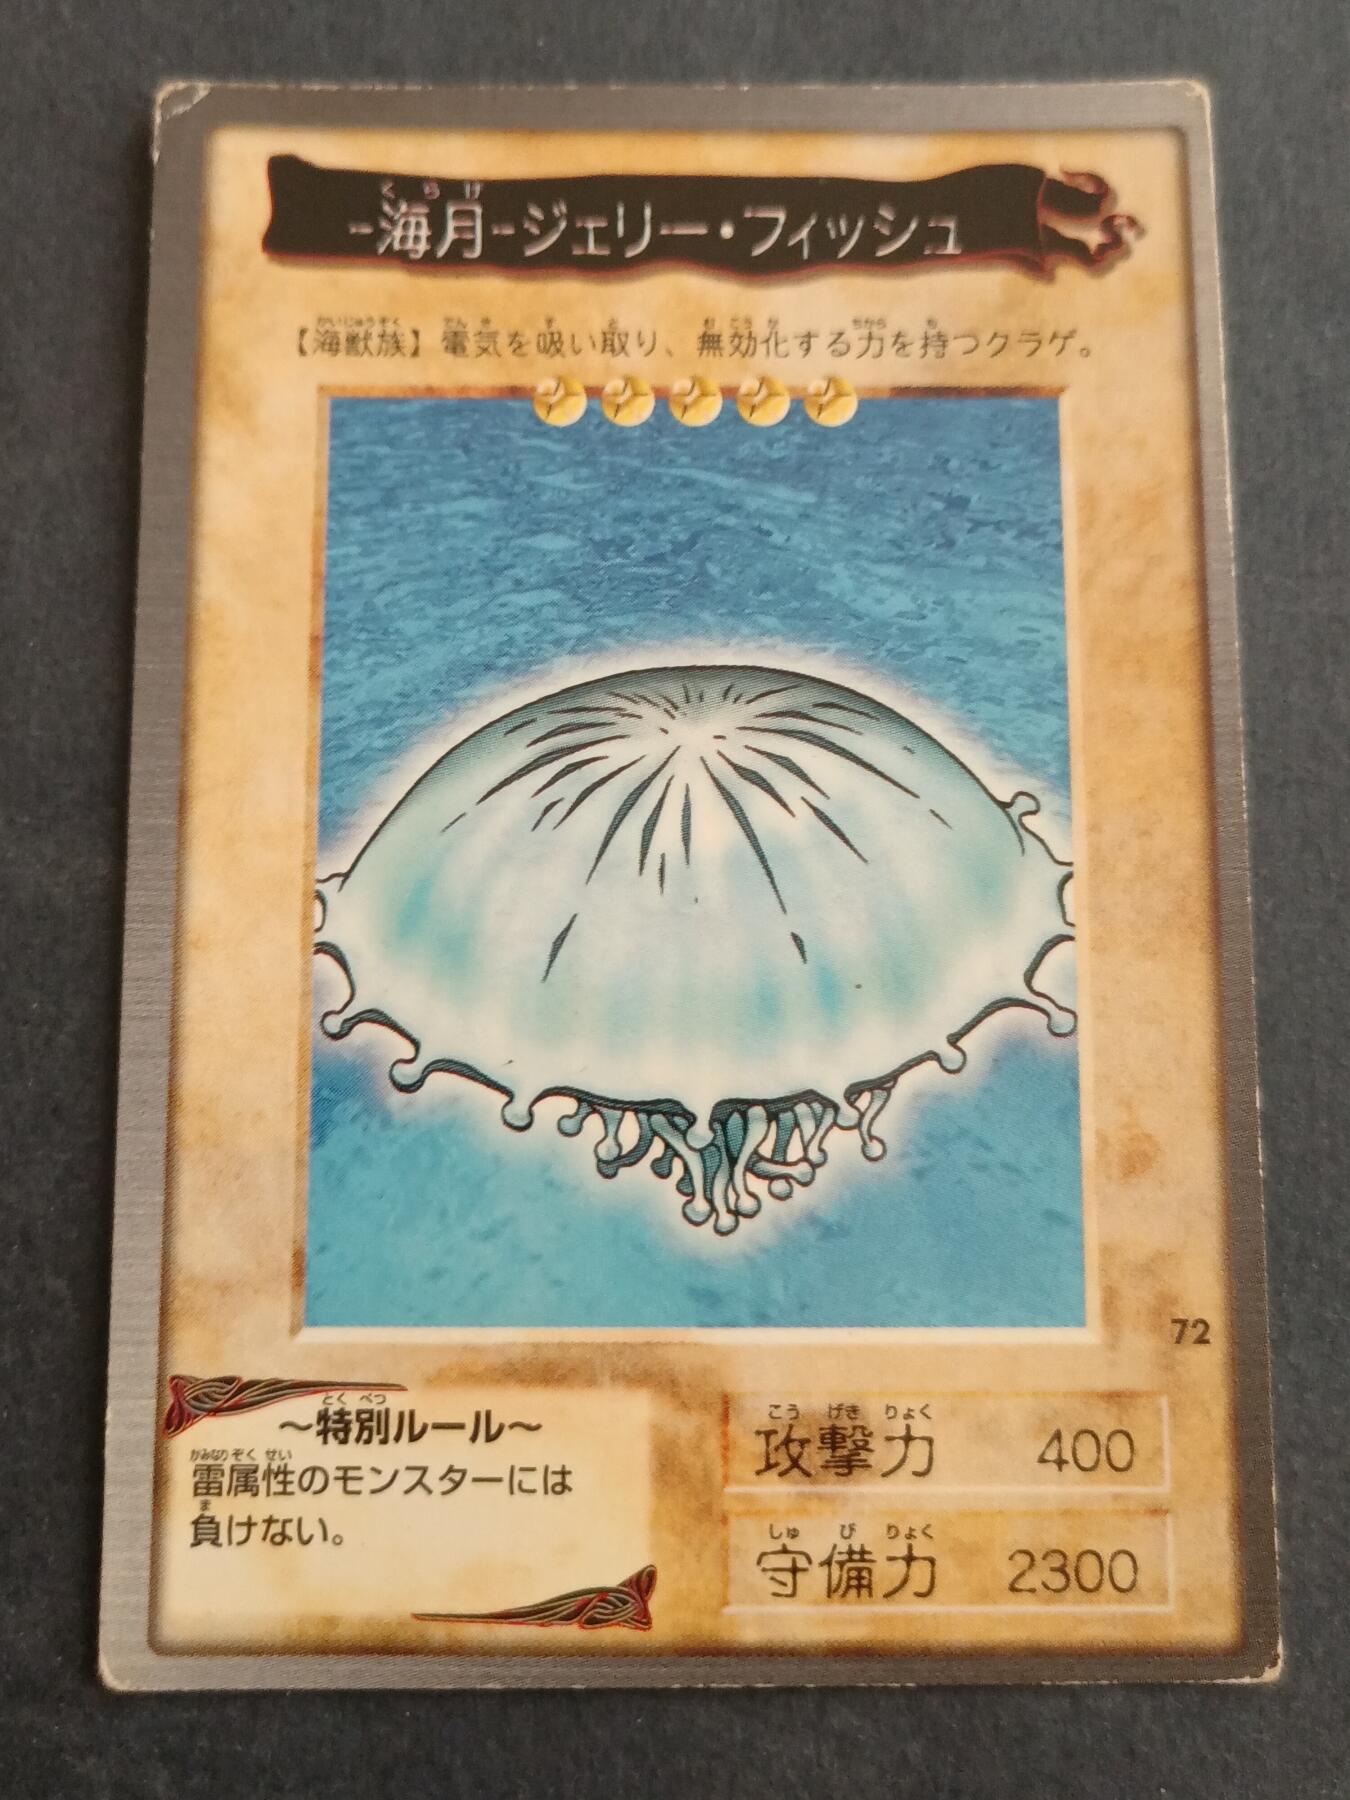 -海月-ジェリー・フィッシュ
【海獣族】電気を吸い取り、無効化する力を持つクラゲ。
72
～特別ルール～
雷属性のモンスターには
負けない。
攻撃力 400
守備力 2300